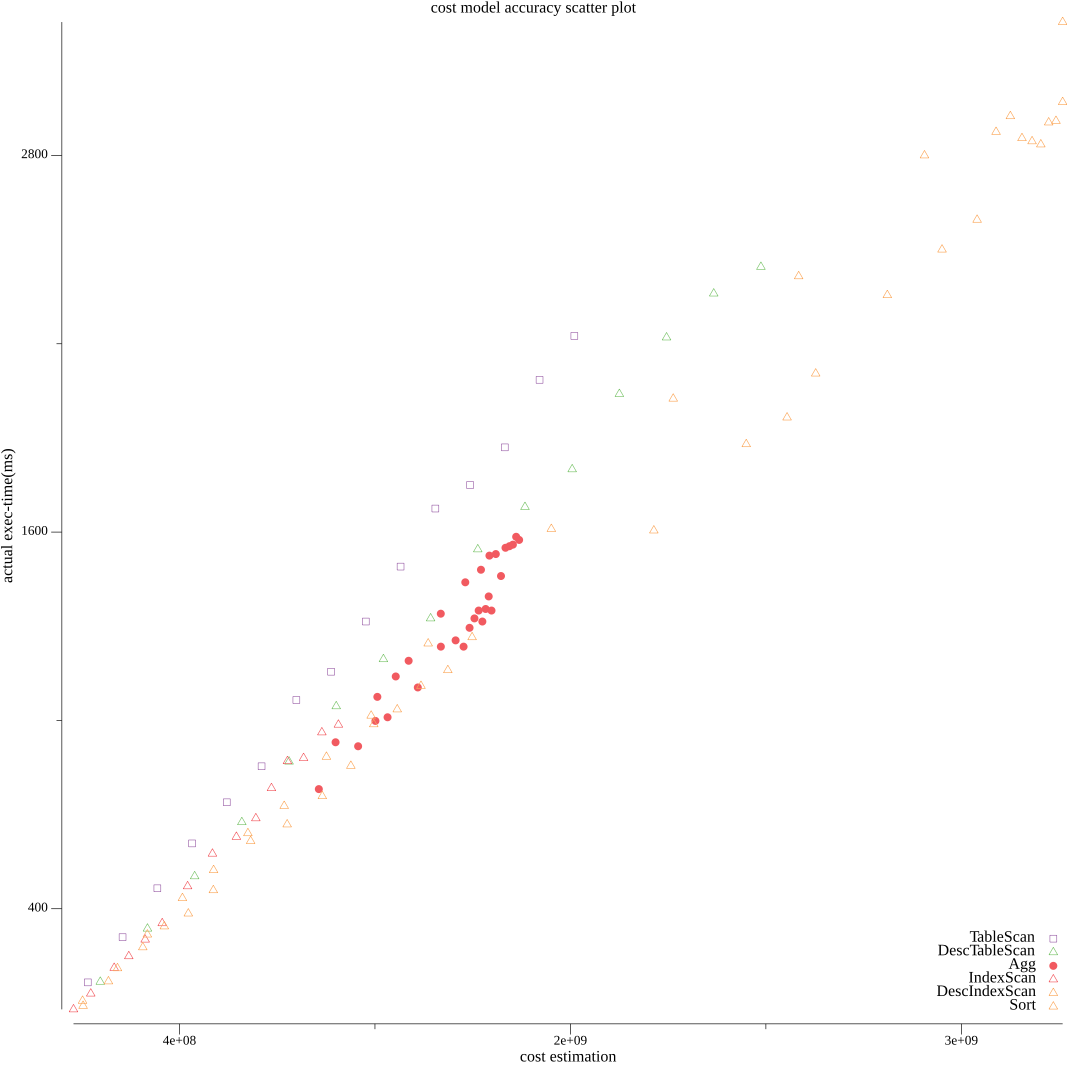 cost model accuracy scatter plot
2800
1600
400
actual exec-time(ms)
TableScan
DescTableScan
Agg
IndexScan
DescIndexScan
Sort
4e+08
2e+09
3e+09
cost estimation